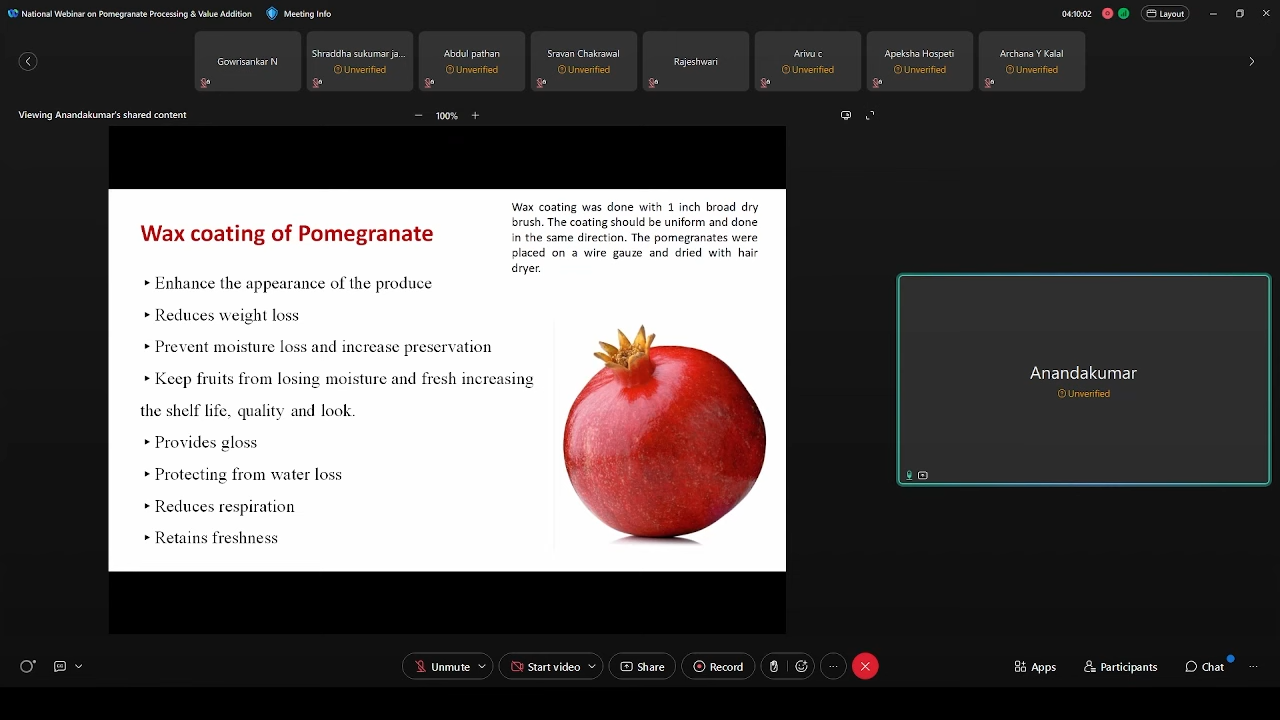 National Webinar on Pomegranate Processing & Value Addition
Meeting Info
04:10:02
Layout
Gowrisankar N
Shraddha sukumar ja...
Unverified
Abdul pathan
Unverified
Sravan Chakrawal
Unverified
Rajeshwari
Arivu c
Unverified
Apeksha Hospeti
Unverified
Archana Y Kalal
Unverified
Viewing Anandakumar's shared content
100%
Wax coating of Pomegranate
Wax coating was done with 1 inch broad dry
brush. The coating should be uniform and done
in the same direction. The pomegranates were
placed on a wire gauze and dried with hair
dryer.
‣ Enhance the appearance of the produce
‣ Reduces weight loss
‣ Prevent moisture loss and increase preservation
‣ Keep fruits from losing moisture and fresh increasing
the shelf life, quality and look.
‣ Provides gloss
‣ Protecting from water loss
‣ Reduces respiration
‣ Retains freshness
Anandakumar
Unverified
Unmute
Start video
Share
Record
Apps
Participants
Chat